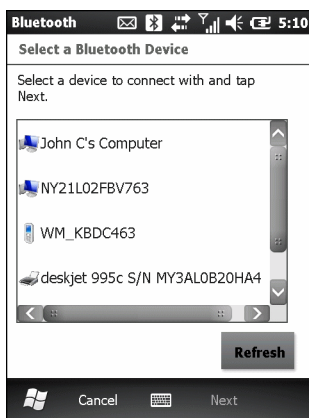 Bluetooth 5:10
Select a Bluetooth Device
Select a device to connect with and tap
Next.
John C's Computer
NY21L02FBV763
WM_KBDC463
deskjet 995c S/N MY3AL0B20HA4
Refresh
Cancel Next